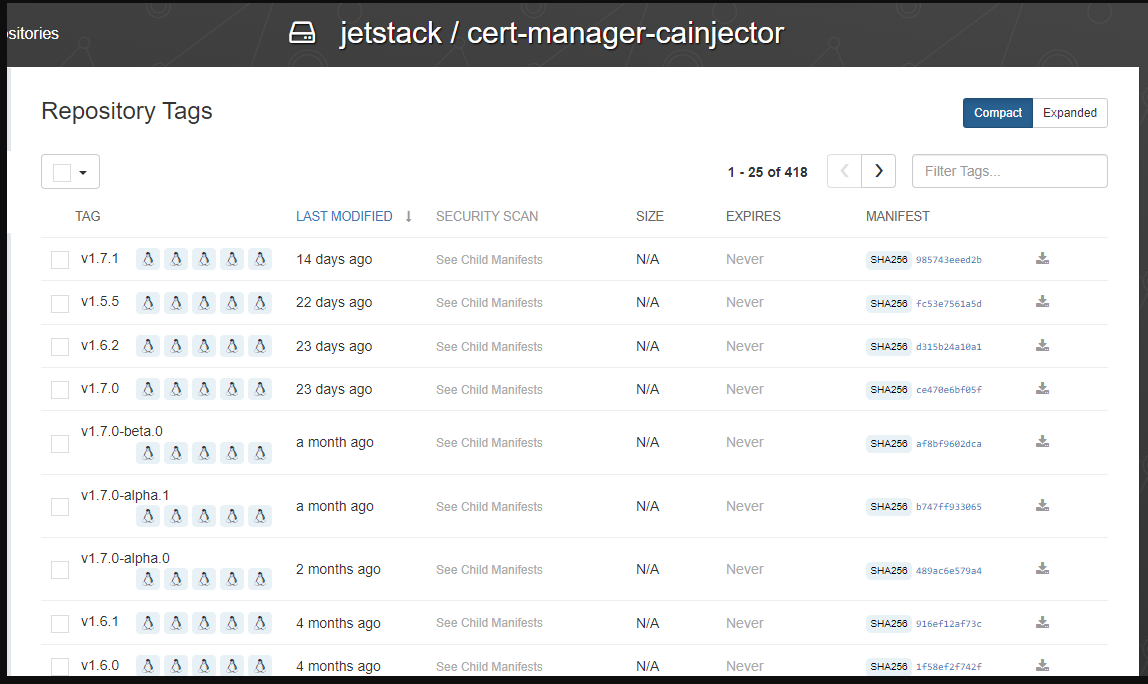 sitories
jetstack / cert-manager-cainjector
Repository Tags
Compact Expanded
1 - 25 of 418 Filter Tags...
TAG LAST MODIFIED ↓ SECURITY SCAN SIZE EXPIRES MANIFEST
v1.7.1 14 days ago See Child Manifests N/A Never SHA256 985743eeed2b
v1.5.5 22 days ago See Child Manifests N/A Never SHA256 fc53e7561a5d
v1.6.2 23 days ago See Child Manifests N/A Never SHA256 d315b24a10a1
v1.7.0 23 days ago See Child Manifests N/A Never SHA256 ce470e6bf05f
v1.7.0-beta.0 a month ago See Child Manifests N/A Never SHA256 af8bf9602dca
v1.7.0-alpha.1 a month ago See Child Manifests N/A Never SHA256 b747ff933065
v1.7.0-alpha.0 2 months ago See Child Manifests N/A Never SHA256 489ac6e579a4
v1.6.1 4 months ago See Child Manifests N/A Never SHA256 916ef12af73c
v1.6.0 4 months ago See Child Manifests N/A Never SHA256 1f58ef2f742f